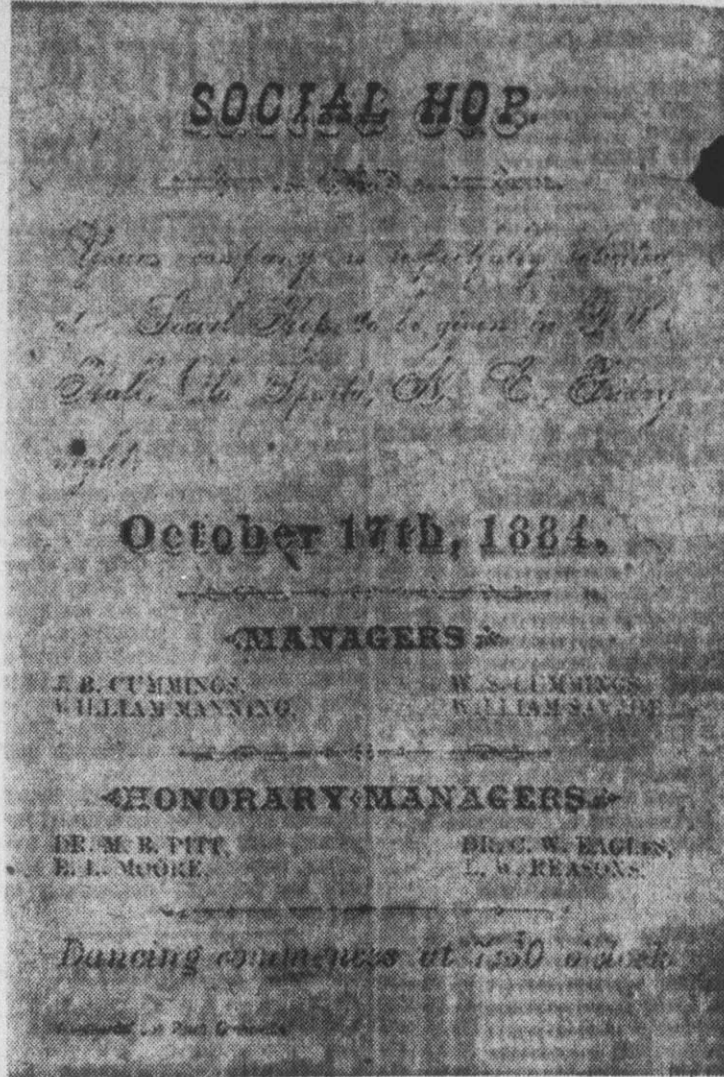 SOCIAL HOP.
Yours company is respectfully solicited
at a Social Hop, to be given in
Hall, Old Sparta, N. C., Friday
night,
October 17th, 1884.
MANAGERS
J. B. CUMMINGS, W. S. CUMMINGS
WILLIAM MANNING, WILLIAM SAVAGE
HONORARY MANAGERS
DR. M. B. PITT, DR. C. W. EAGLES,
E. L. MOORE, L. W. REASONS.
Dancing commences at 7:30 o'clock